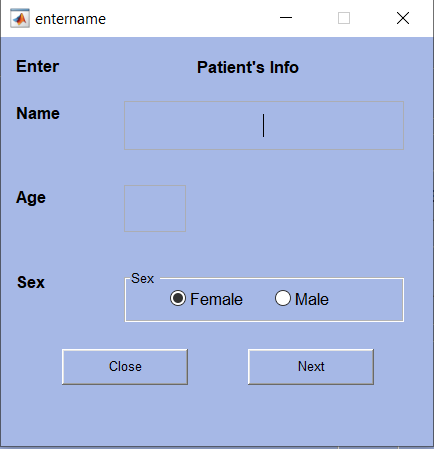 entername
Enter Patient's Info
Name
Age
Sex
Sex
Female Male
Close Next